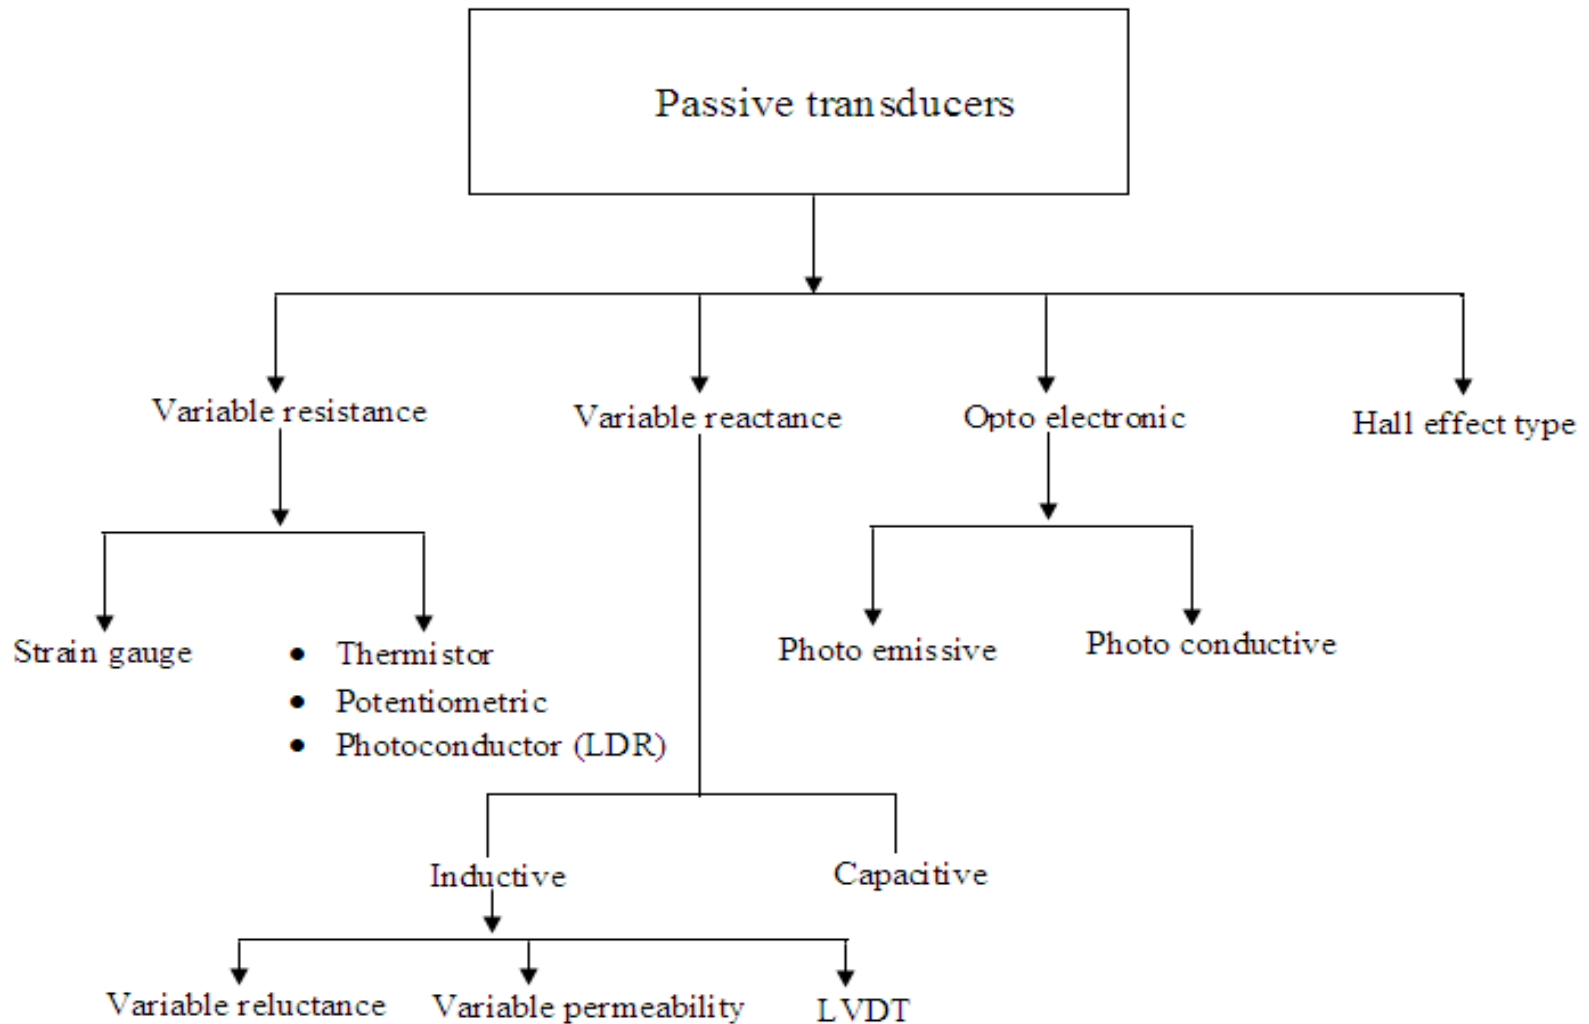 Passive transducers
Variable resistance
Variable reactance
Opto electronic
Hall effect type
Strain gauge
• Thermistor
• Potentiometric
• Photoconductor (LDR)
Photo emissive
Photo conductive
Inductive
Capacitive
Variable reluctance
Variable permeability
LVDT